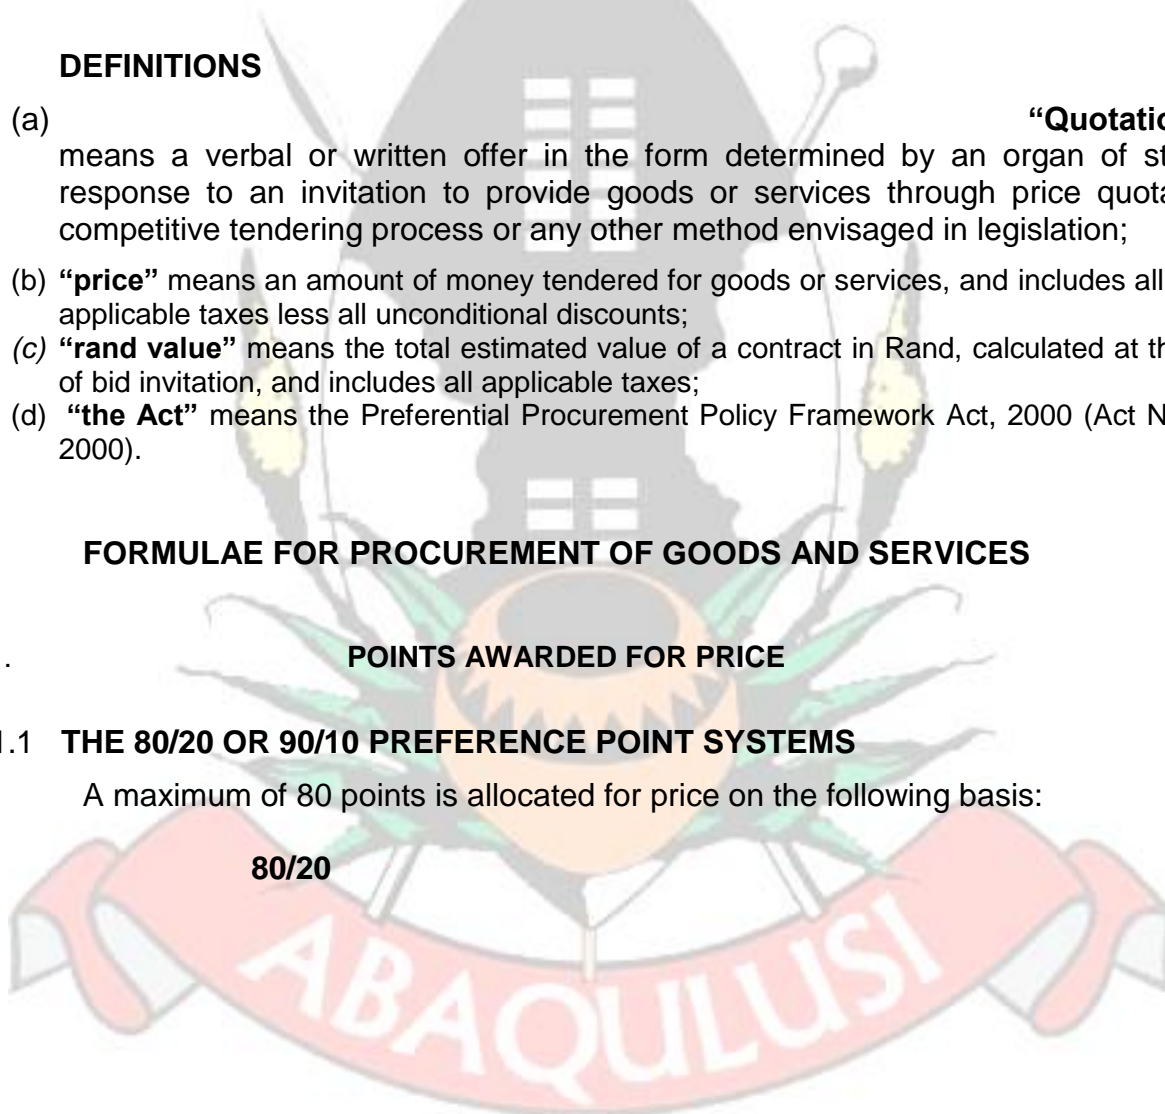 DEFINITIONS
(a) “Quotatio
means a verbal or written offer in the form determined by an organ of st
response to an invitation to provide goods or services through price quota
competitive tendering process or any other method envisaged in legislation;
(b) “price” means an amount of money tendered for goods or services, and includes all
applicable taxes less all unconditional discounts;
(c) “rand value” means the total estimated value of a contract in Rand, calculated at th
of bid invitation, and includes all applicable taxes;
(d) “the Act” means the Preferential Procurement Policy Framework Act, 2000 (Act N
2000).
FORMULAE FOR PROCUREMENT OF GOODS AND SERVICES
. POINTS AWARDED FOR PRICE
.1 THE 80/20 OR 90/10 PREFERENCE POINT SYSTEMS
A maximum of 80 points is allocated for price on the following basis:
80/20
ABAQULUSI